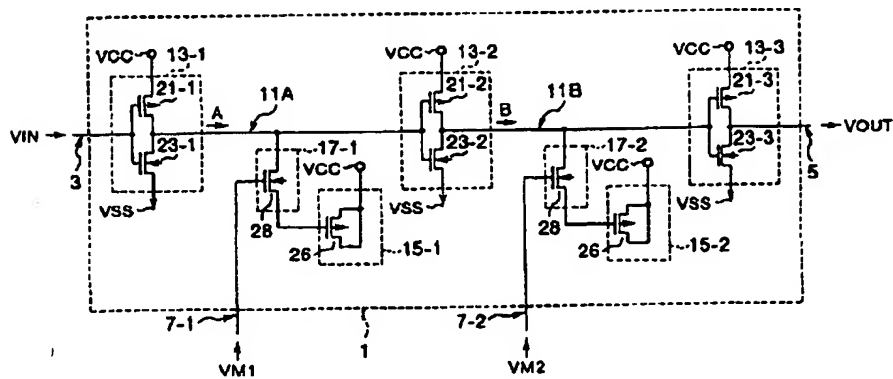 VCC 13-1 VCC 13-2 VCC 13-3
21-1 21-2 21-3
A 11A B 11B
VIN VOUT
3 23-1 17-1 23-2 17-2 23-3 5
VCC VCC
VSS VSS VSS
28 28
26 15-1 26 15-2
7-1 1 7-2
VM1 VM2